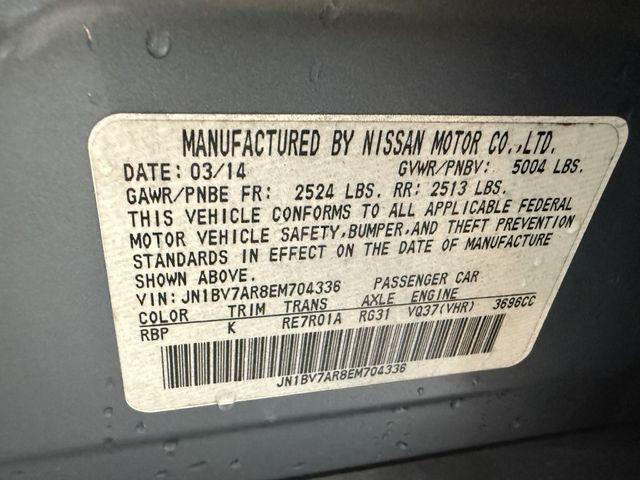 MANUFACTURED BY NISSAN MOTOR CO.,LTD.
DATE: 03/14 GVWR/PNBV: 5004 LBS.
GAWR/PNBE FR: 2524 LBS. RR: 2513 LBS.
THIS VEHICLE CONFORMS TO ALL APPLICABLE FEDERAL
MOTOR VEHICLE SAFETY,BUMPER,AND THEFT PREVENTION
STANDARDS IN EFFECT ON THE DATE OF MANUFACTURE
SHOWN ABOVE.
VIN: JN1BV7AR8EM704336 PASSENGER CAR
COLOR TRIM TRANS AXLE ENGINE
RBP K RE7R01A RG31 VQ37(VHR) 3696CC
JN1BV7AR8EM704336